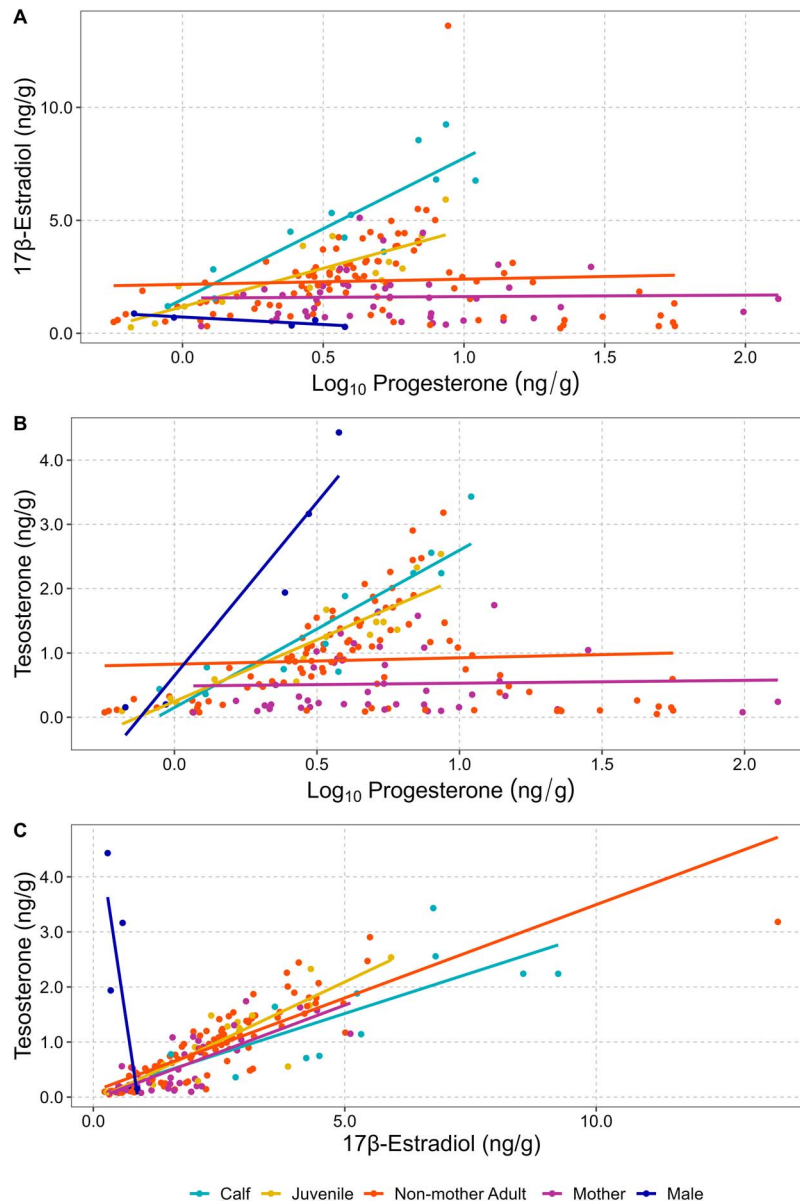 A
17β-Estradiol (ng/g)
10.0
5.0
0.0
0.0 0.5 1.0 1.5 2.0
Log₁₀ Progesterone (ng/g)
B
Tesosterone (ng/g)
4.0
3.0
2.0
1.0
0.0
0.0 0.5 1.0 1.5 2.0
Log₁₀ Progesterone (ng/g)
C
Tesosterone (ng/g)
4.0
3.0
2.0
1.0
0.0
0.0 5.0 10.0
17β-Estradiol (ng/g)
Calf Juvenile Non-mother Adult Mother Male